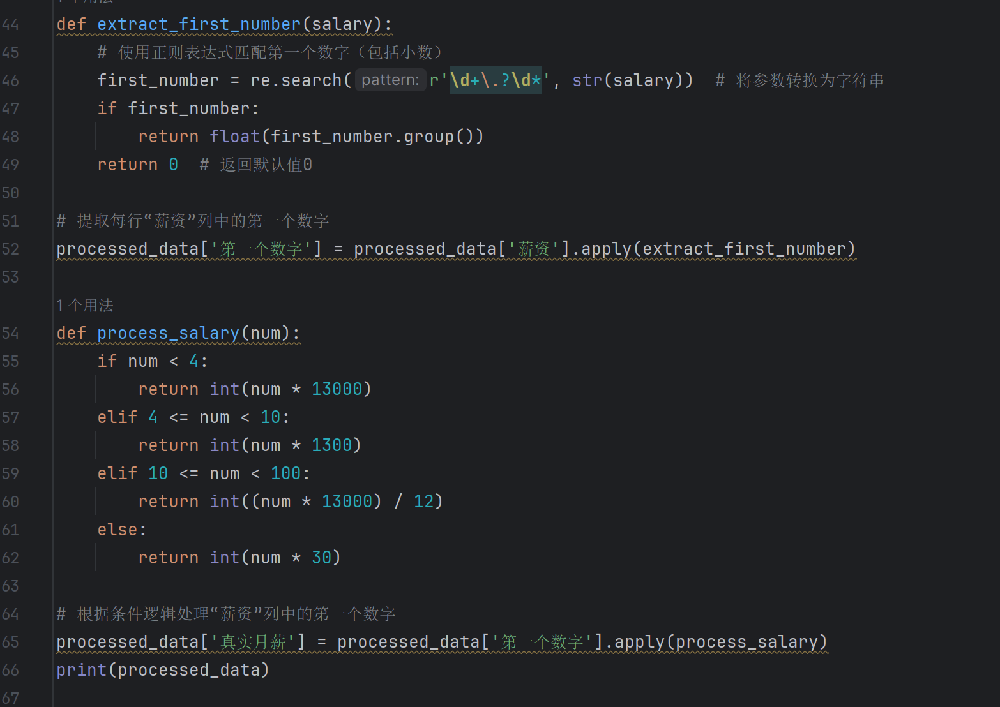 44 def extract_first_number(salary):
45 # 使用正则表达式匹配第一个数字（包括小数）
46 first_number = re.search( pattern: r'\d+\.?\d*', str(salary)) # 将参数转换为字符串
47 if first_number:
48 return float(first_number.group())
49 return 0 # 返回默认值0
50
51 # 提取每行“薪资”列中的第一个数字
52 processed_data['第一个数字'] = processed_data['薪资'].apply(extract_first_number)
53
1 个用法
54 def process_salary(num):
55 if num < 4:
56 return int(num * 13000)
57 elif 4 <= num < 10:
58 return int(num * 1300)
59 elif 10 <= num < 100:
60 return int((num * 13000) / 12)
61 else:
62 return int(num * 30)
63
64 # 根据条件逻辑处理“薪资”列中的第一个数字
65 processed_data['真实月薪'] = processed_data['第一个数字'].apply(process_salary)
66 print(processed_data)
67